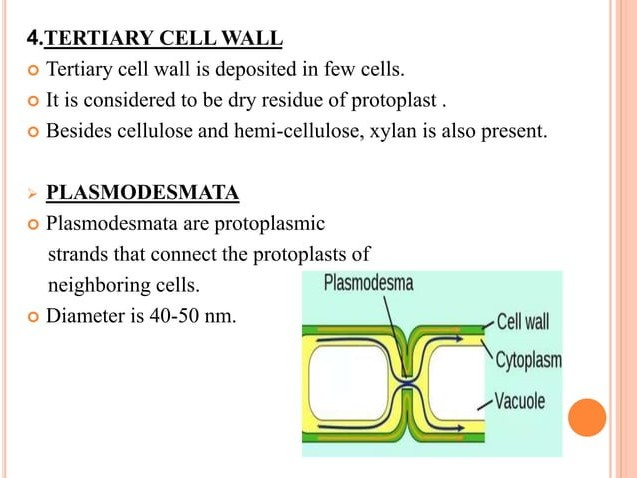 4.TERTIARY CELL WALL
Tertiary cell wall is deposited in few cells.
It is considered to be dry residue of protoplast .
Besides cellulose and hemi-cellulose, xylan is also present.
PLASMODESMATA
Plasmodesmata are protoplasmic
strands that connect the protoplasts of
neighboring cells.
Diameter is 40-50 nm.
Plasmodesma
Cell wall
Cytoplasm
Vacuole